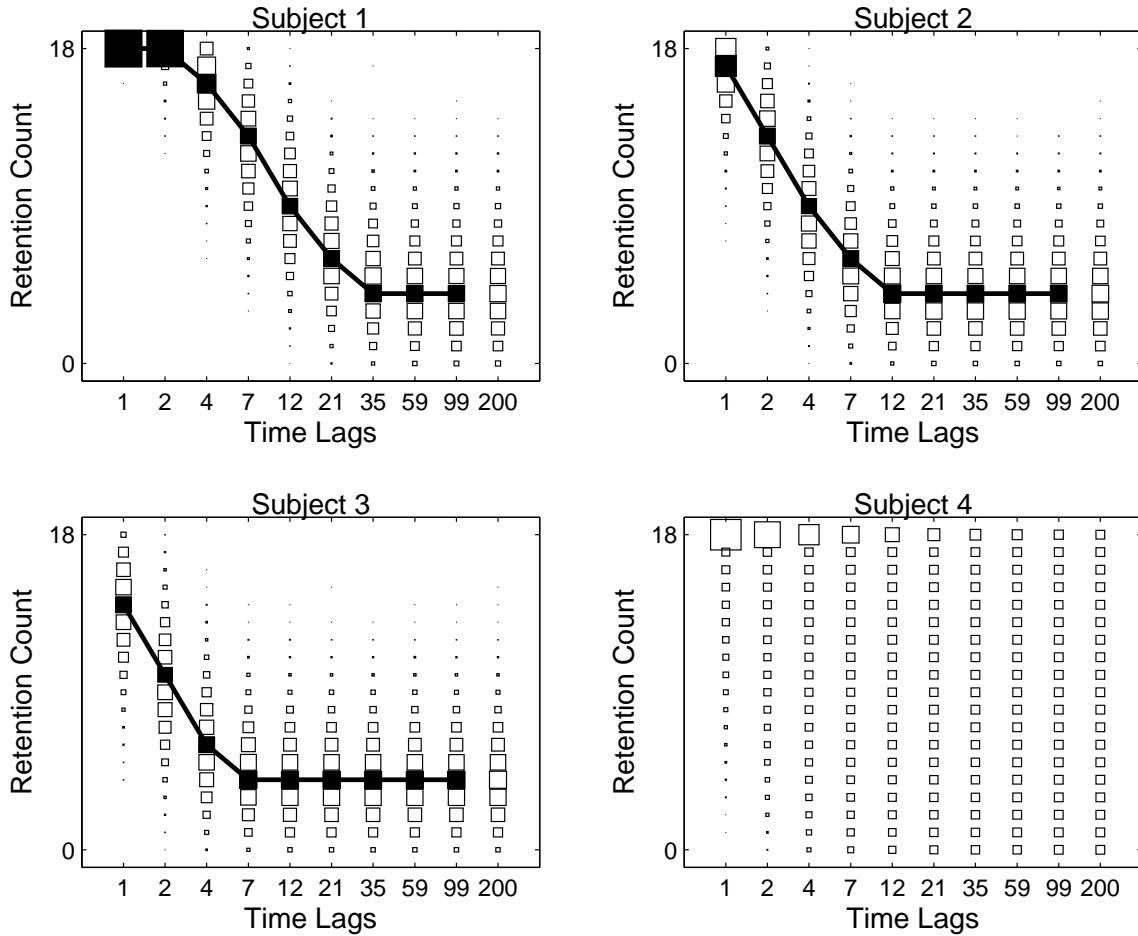 Subject 1
Retention Count
18
0
1 2 4 7 12 21 35 59 99 200
Time Lags
Subject 2
Retention Count
18
0
1 2 4 7 12 21 35 59 99 200
Time Lags
Subject 3
Retention Count
18
0
1 2 4 7 12 21 35 59 99 200
Time Lags
Subject 4
Retention Count
18
0
1 2 4 7 12 21 35 59 99 200
Time Lags